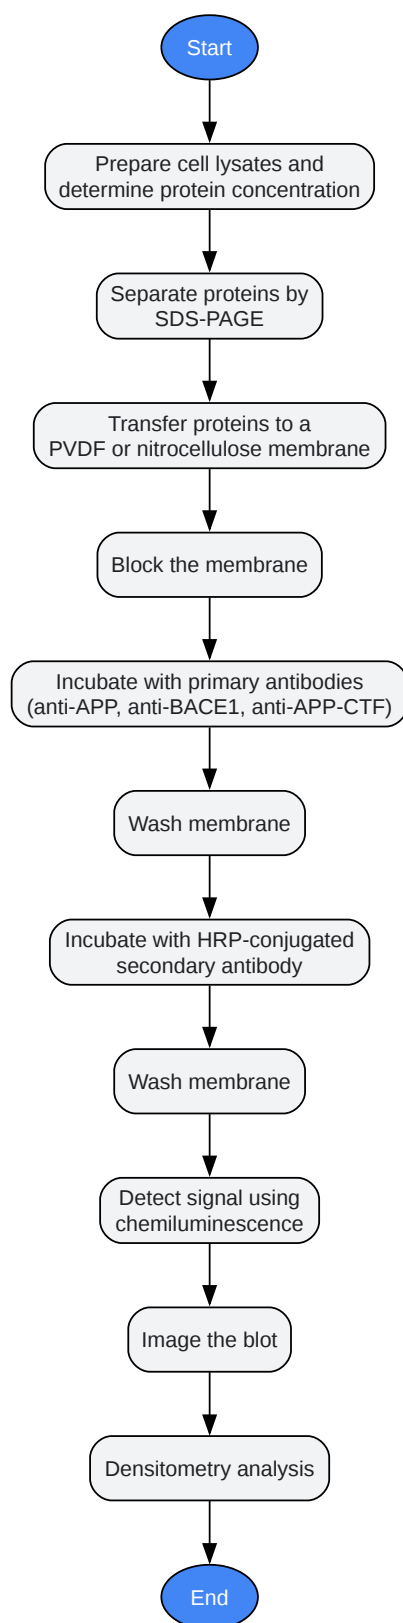 Start
Prepare cell lysates and
determine protein concentration
Separate proteins by
SDS-PAGE
Transfer proteins to a
PVDF or nitrocellulose membrane
Block the membrane
Incubate with primary antibodies
(anti-APP, anti-BACE1, anti-APP-CTF)
Wash membrane
Incubate with HRP-conjugated
secondary antibody
Wash membrane
Detect signal using
chemiluminescence
Image the blot
Densitometry analysis
End